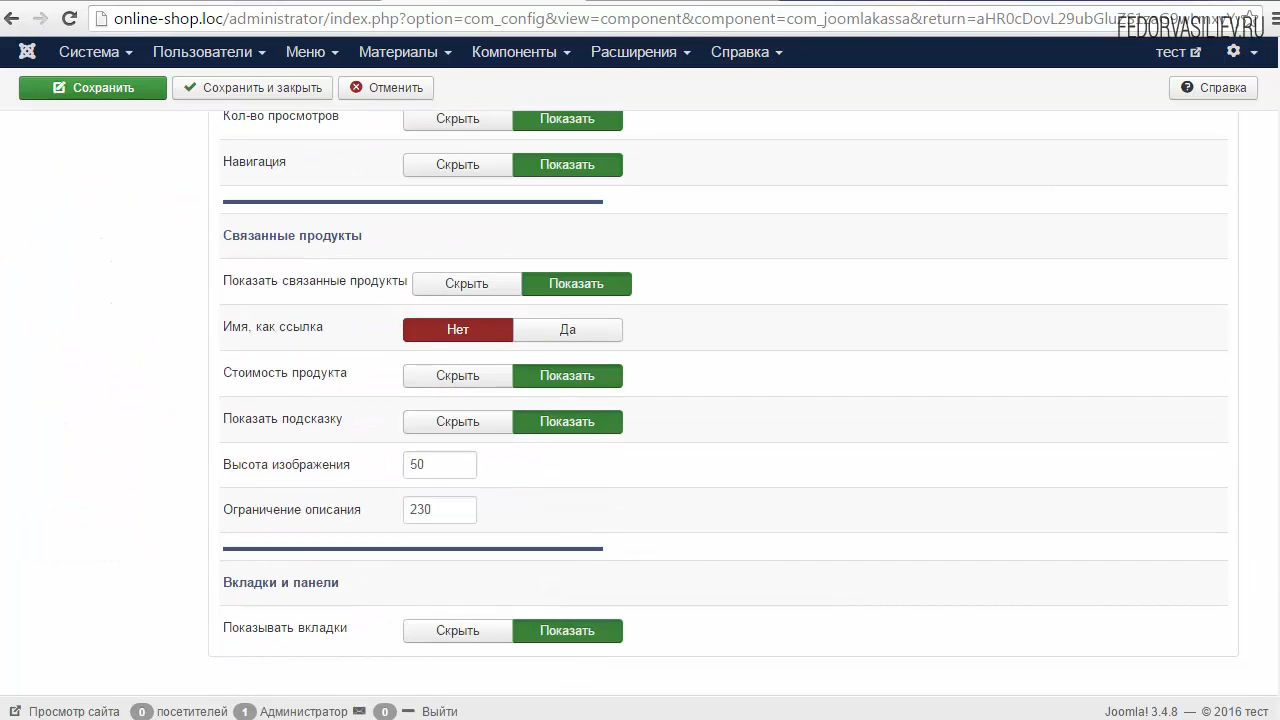 online-shop.loc/administrator/index.php?option=com_config&view=component&component=com_joomlakassa&return=
FEDORVASILIEV.RU
Система Пользователи Меню Материалы Компоненты Расширения Справка тест
Сохранить Сохранить и закрыть Отменить Справка
Кол-во просмотров Скрыть Показать
Навигация Скрыть Показать
Связанные продукты
Показать связанные продукты Скрыть Показать
Имя, как ссылка Нет Да
Стоимость продукта Скрыть Показать
Показать подсказку Скрыть Показать
Высота изображения 50
Ограничение описания 230
Вкладки и панели
Показывать вкладки Скрыть Показать
Просмотр сайта 0 посетителей 1 Администратор 0 Выйти Joomla! 3.4.8 — © 2016 тест